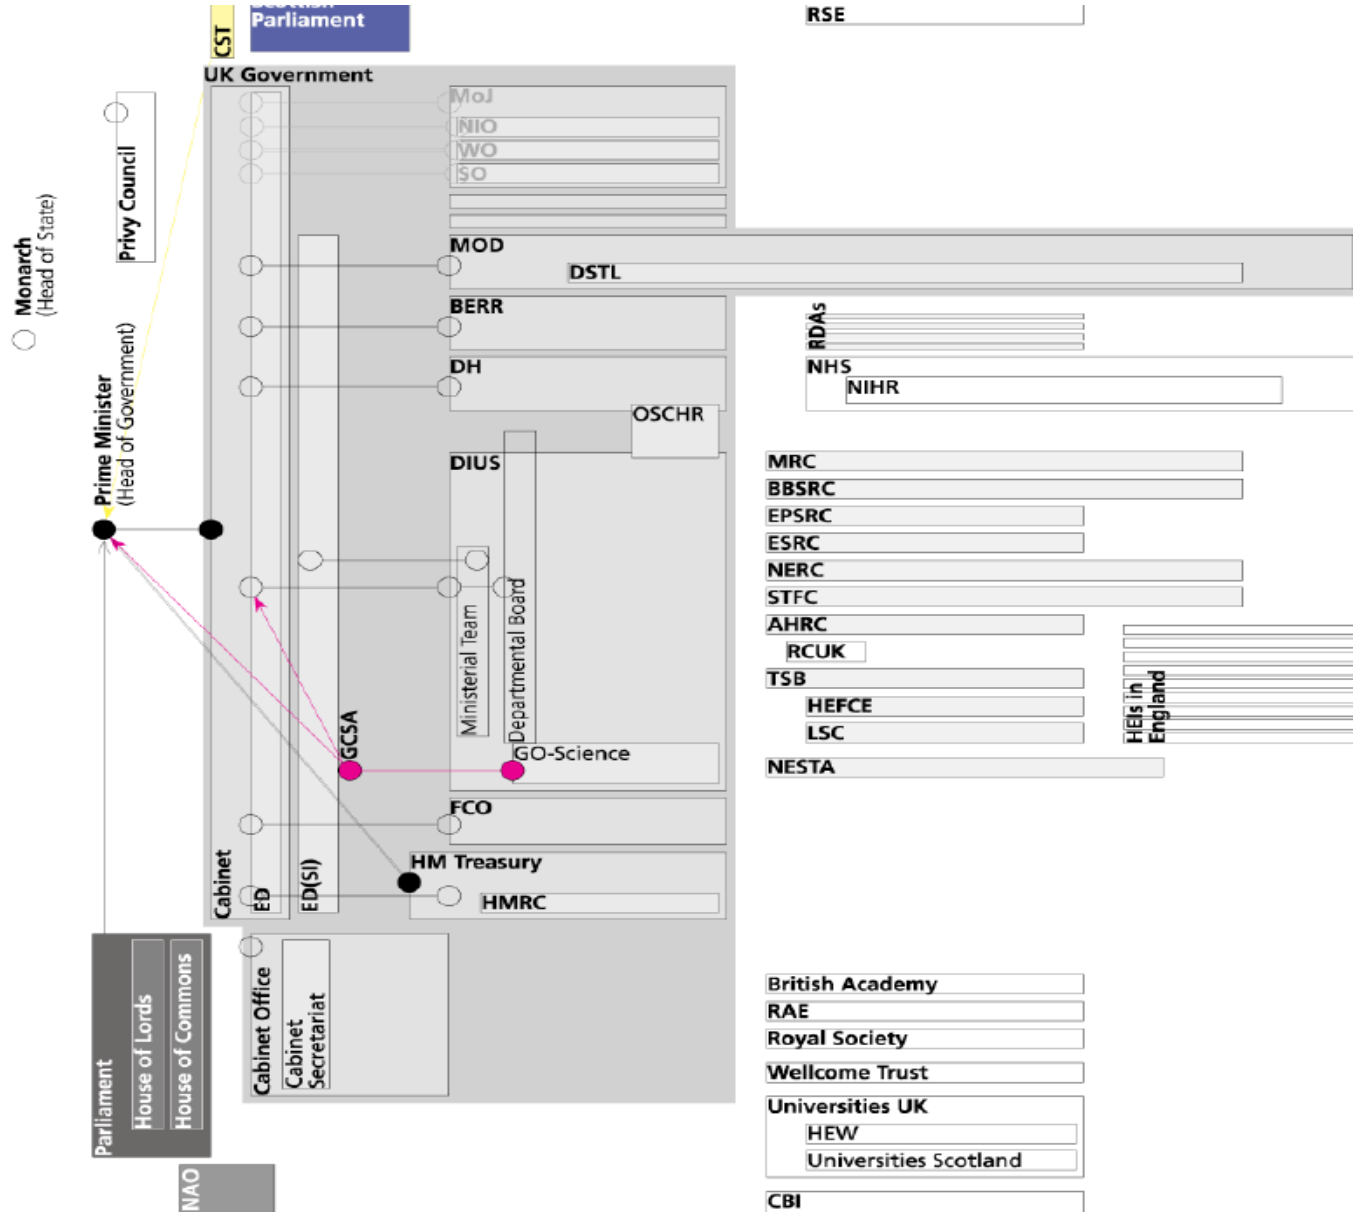 Scottish
Parliament
CST
RSE
UK Government
MoJ
NIO
WO
SO
Privy Council
Monarch
(Head of State)
MOD
DSTL
BERR
RDAs
DH
NHS
NIHR
OSCHR
Prime Minister
(Head of Government)
DIUS
MRC
BBSRC
EPSRC
ESRC
NERC
STFC
AHRC
RCUK
TSB
HEFCE
LSC
NESTA
HEIs in
England
Ministerial Team
Departmental Board
GCSA
GO-Science
FCO
HM Treasury
HMRC
Cabinet
ED
ED(SI)
Cabinet Office
Cabinet
Secretariat
Parliament
House of Lords
House of Commons
NAO
British Academy
RAE
Royal Society
Wellcome Trust
Universities UK
HEW
Universities Scotland
CBI